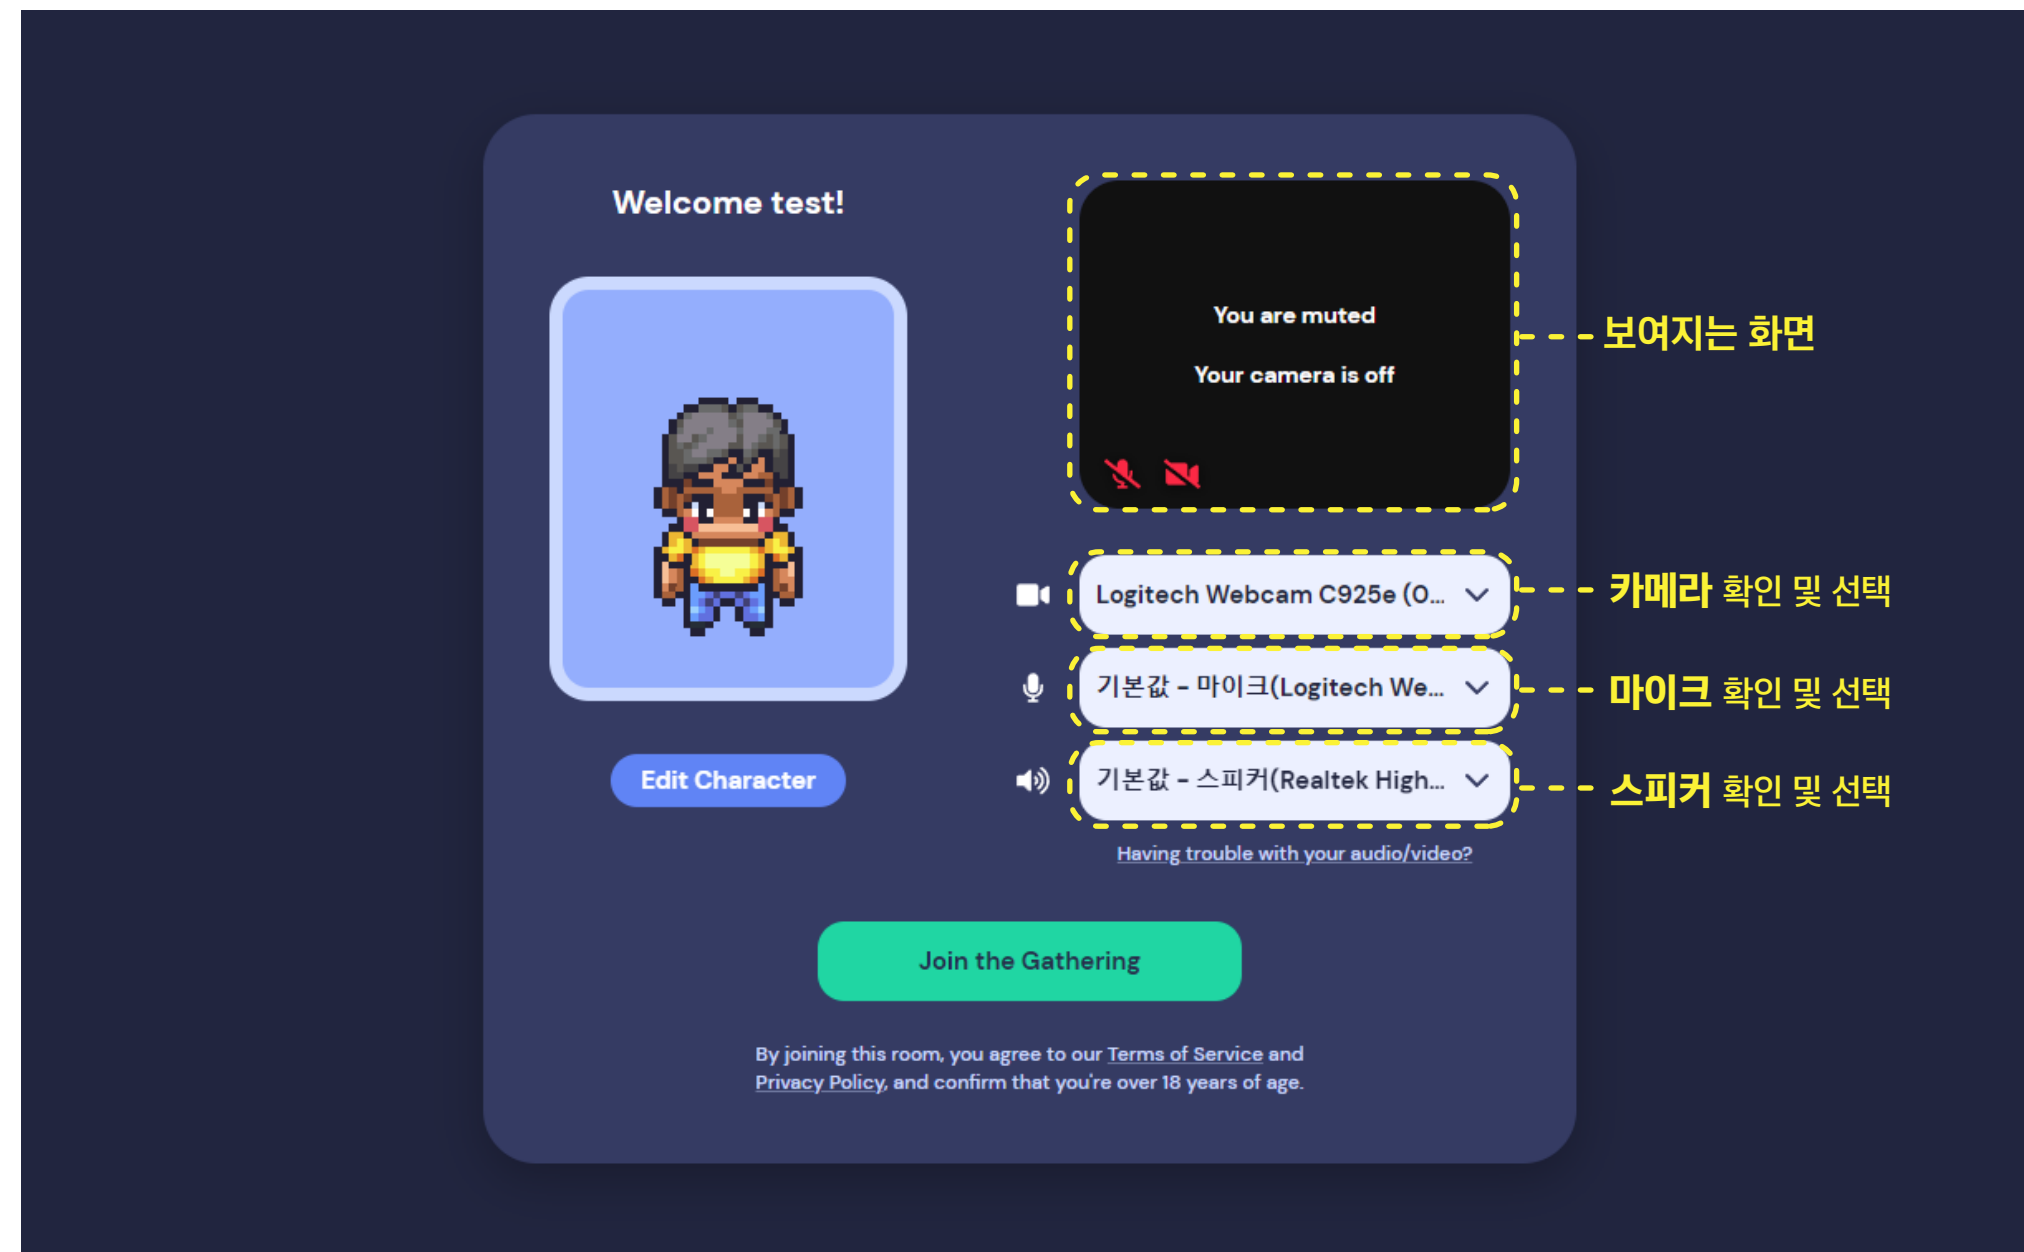 Welcome test!
You are muted
Your camera is off
보여지는 화면
Logitech Webcam C925e (0...
카메라 확인 및 선택
기본값 - 마이크(Logitech We...
마이크 확인 및 선택
Edit Character
기본값 - 스피커(Realtek High...
스피커 확인 및 선택
Having trouble with your audio/video?
Join the Gathering
By joining this room, you agree to our Terms of Service and
Privacy Policy, and confirm that you're over 18 years of age.